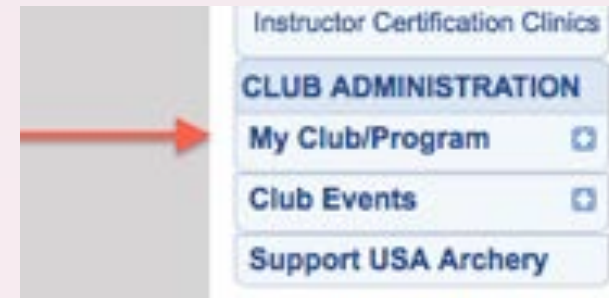 Instructor Certification Clinics
CLUB ADMINISTRATION
My Club/Program
Club Events
Support USA Archery